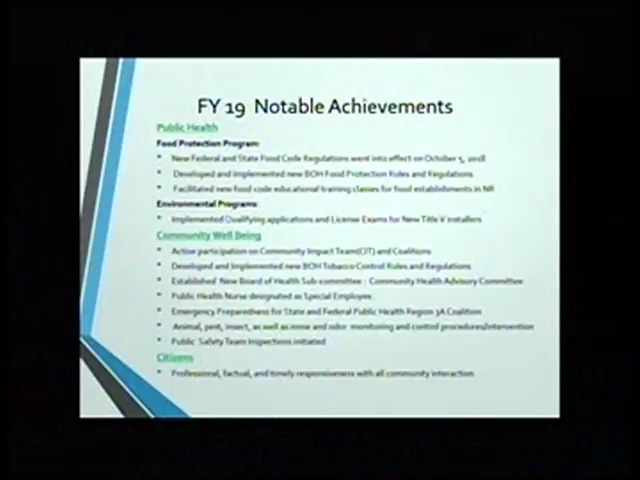 FY 19 Notable Achievements
Public Health
Food Protection Program:
• New Federal and State Food Code Regulations went into effect on October 5, 2018
• Developed and Implemented new BOH Food Protection Rules and Regulations
• Facilitated new food code educational training classes for food establishments in NR
Environmental Programs:
• Implemented Qualifying applications and License Exams for New Title V installers
Community Well Being
• Active participation on Community Impact Team(CIT) and Coalitions
• Developed and Implemented new BOH Tobacco Control Rules and Regulations
• Established New Board of Health Sub-committee : Community Health Advisory Committee
• Public Health Nurse designated as Special Employee
• Emergency Preparedness for State and Federal Public Health Region 3A Coalition
• Animal, pest, insect, as well as noise and odor monitoring and control procedures/intervention
• Public Safety Team Inspections initiated
Citizens
• Professional, factual, and timely responsiveness with all community interaction